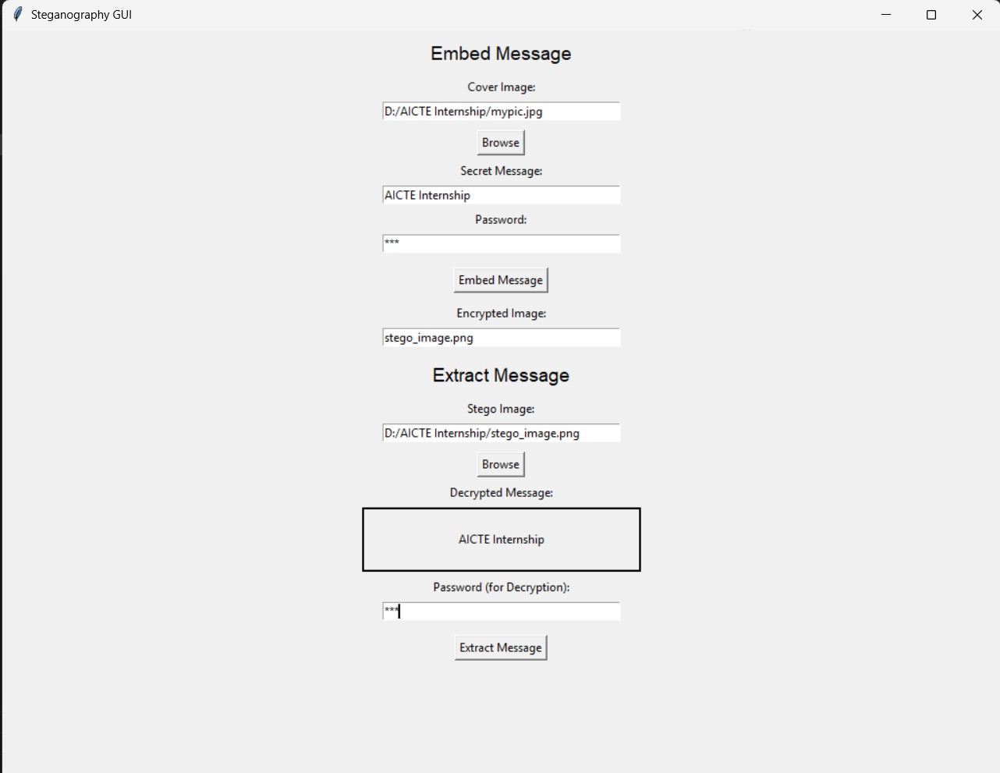 Steganography GUI
Embed Message
Cover Image:
D:/AICTE Internship/mypic.jpg
Browse
Secret Message:
AICTE Internship
Password:
***
Embed Message
Encrypted Image:
stego_image.png
Extract Message
Stego Image:
D:/AICTE Internship/stego_image.png
Browse
Decrypted Message:
AICTE Internship
Password (for Decryption):
***
Extract Message